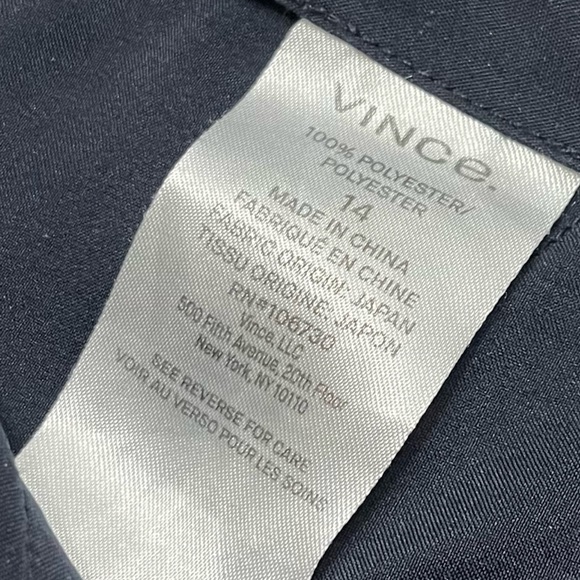 VINCe.
100% POLYESTER/
POLYESTER
14
MADE IN CHINA
FABRIQUÉ EN CHINE
FABRIC ORIGIN: JAPAN
TISSU ORIGINE: JAPON
RN#106730
Vince, LLC
500 Fifth Avenue, 20th Floor
New York, NY 10110
SEE REVERSE FOR CARE
VOIR AU VERSO POUR LES SOINS